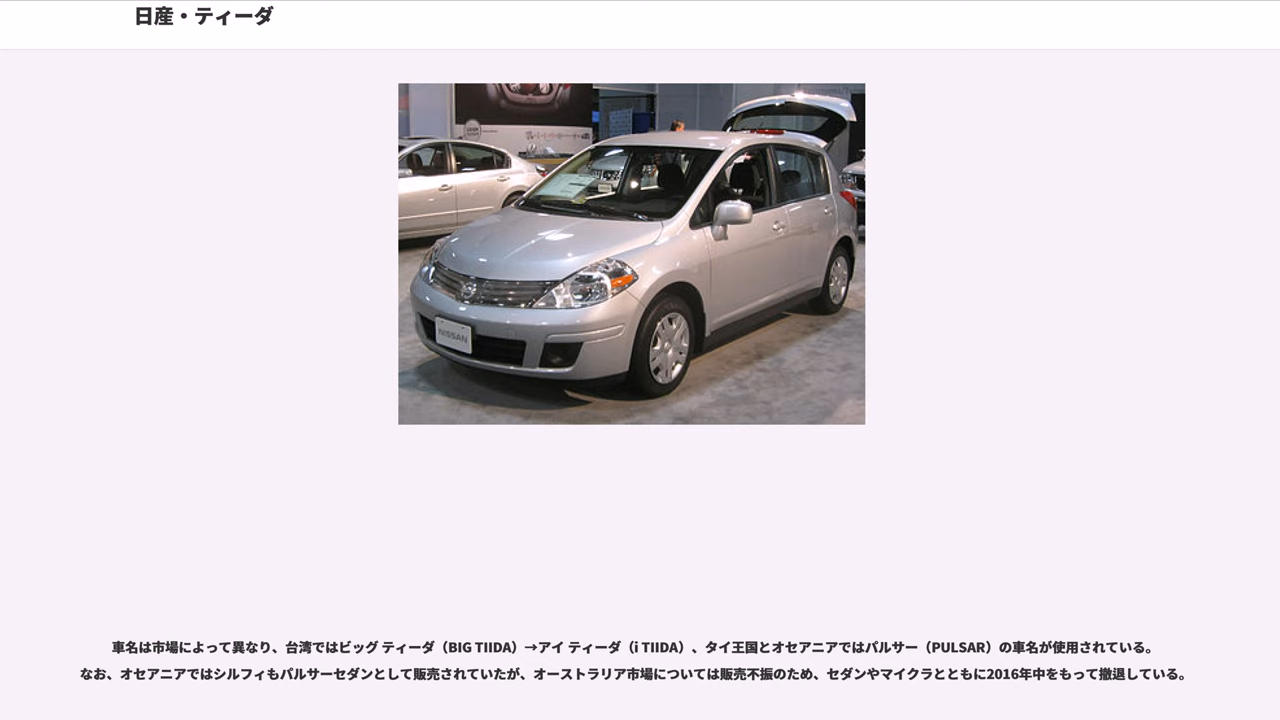 日産・ティーダ
NISSAN
車名は市場によって異なり、台湾ではビッグ ティーダ（BIG TIIDA）→アイ ティーダ（i TIIDA）、タイ王国とオセアニアではパルサー（PULSAR）の車名が使用されている。
なお、オセアニアではシルフィもパルサーセダンとして販売されていたが、オーストラリア市場については販売不振のため、セダンやマイクラとともに2016年中をもって撤退している。